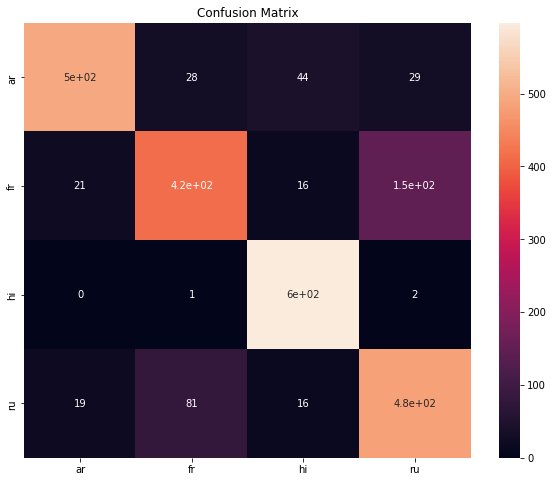 Confusion Matrix
ar 5e+02 28 44 29
fr 21 4.2e+02 16 1.5e+02
hi 0 1 6e+02 2
ru 19 81 16 4.8e+02
ar fr hi ru
500
400
300
200
100
0